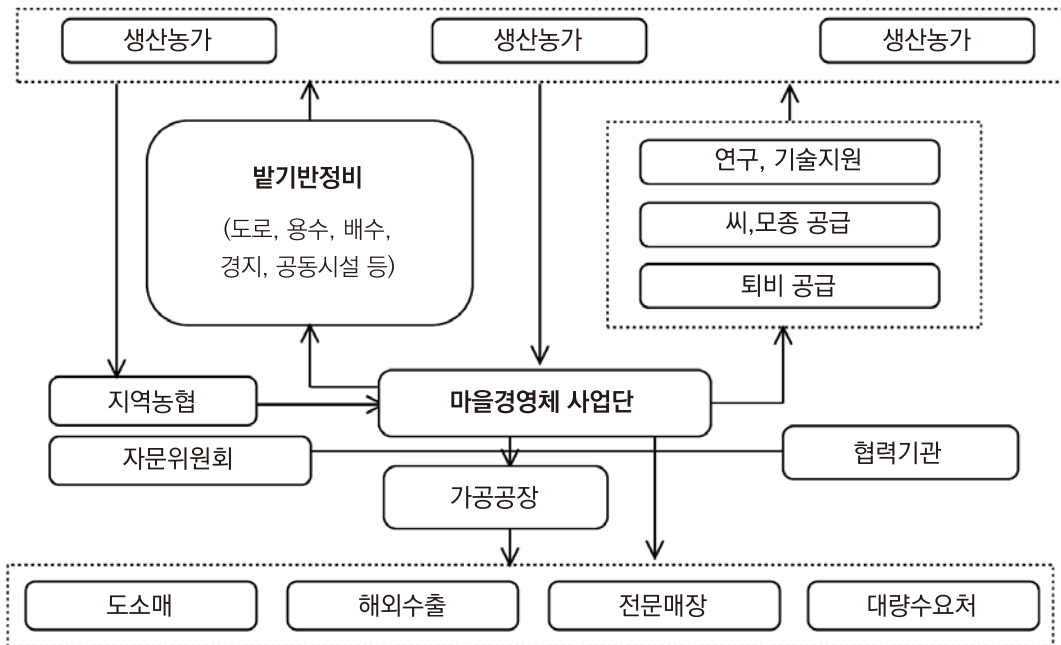 생산농가
생산농가
생산농가
밭기반정비
(도로, 용수, 배수,
경지, 공동시설 등)
연구, 기술지원
씨,모종 공급
퇴비 공급
지역농협
마을경영체 사업단
자문위원회
협력기관
가공공장
도소매
해외수출
전문매장
대량수요처